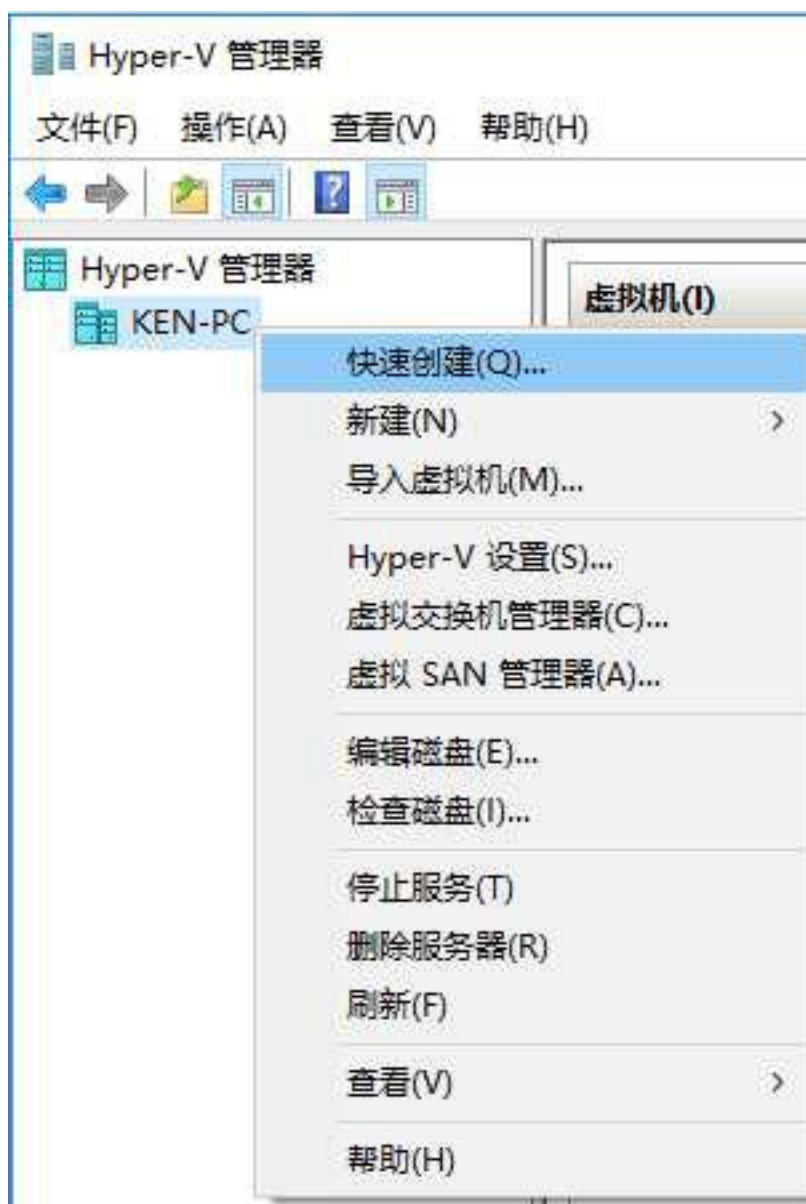 Hyper-V 管理器
文件(F) 操作(A) 查看(V) 帮助(H)
Hyper-V 管理器
KEN-PC
虚拟机(I)
快速创建(Q)...
新建(N)
导入虚拟机(M)...
Hyper-V 设置(S)...
虚拟交换机管理器(C)...
虚拟 SAN 管理器(A)...
编辑磁盘(E)...
检查磁盘(I)...
停止服务(T)
删除服务器(R)
刷新(F)
查看(V)
帮助(H)